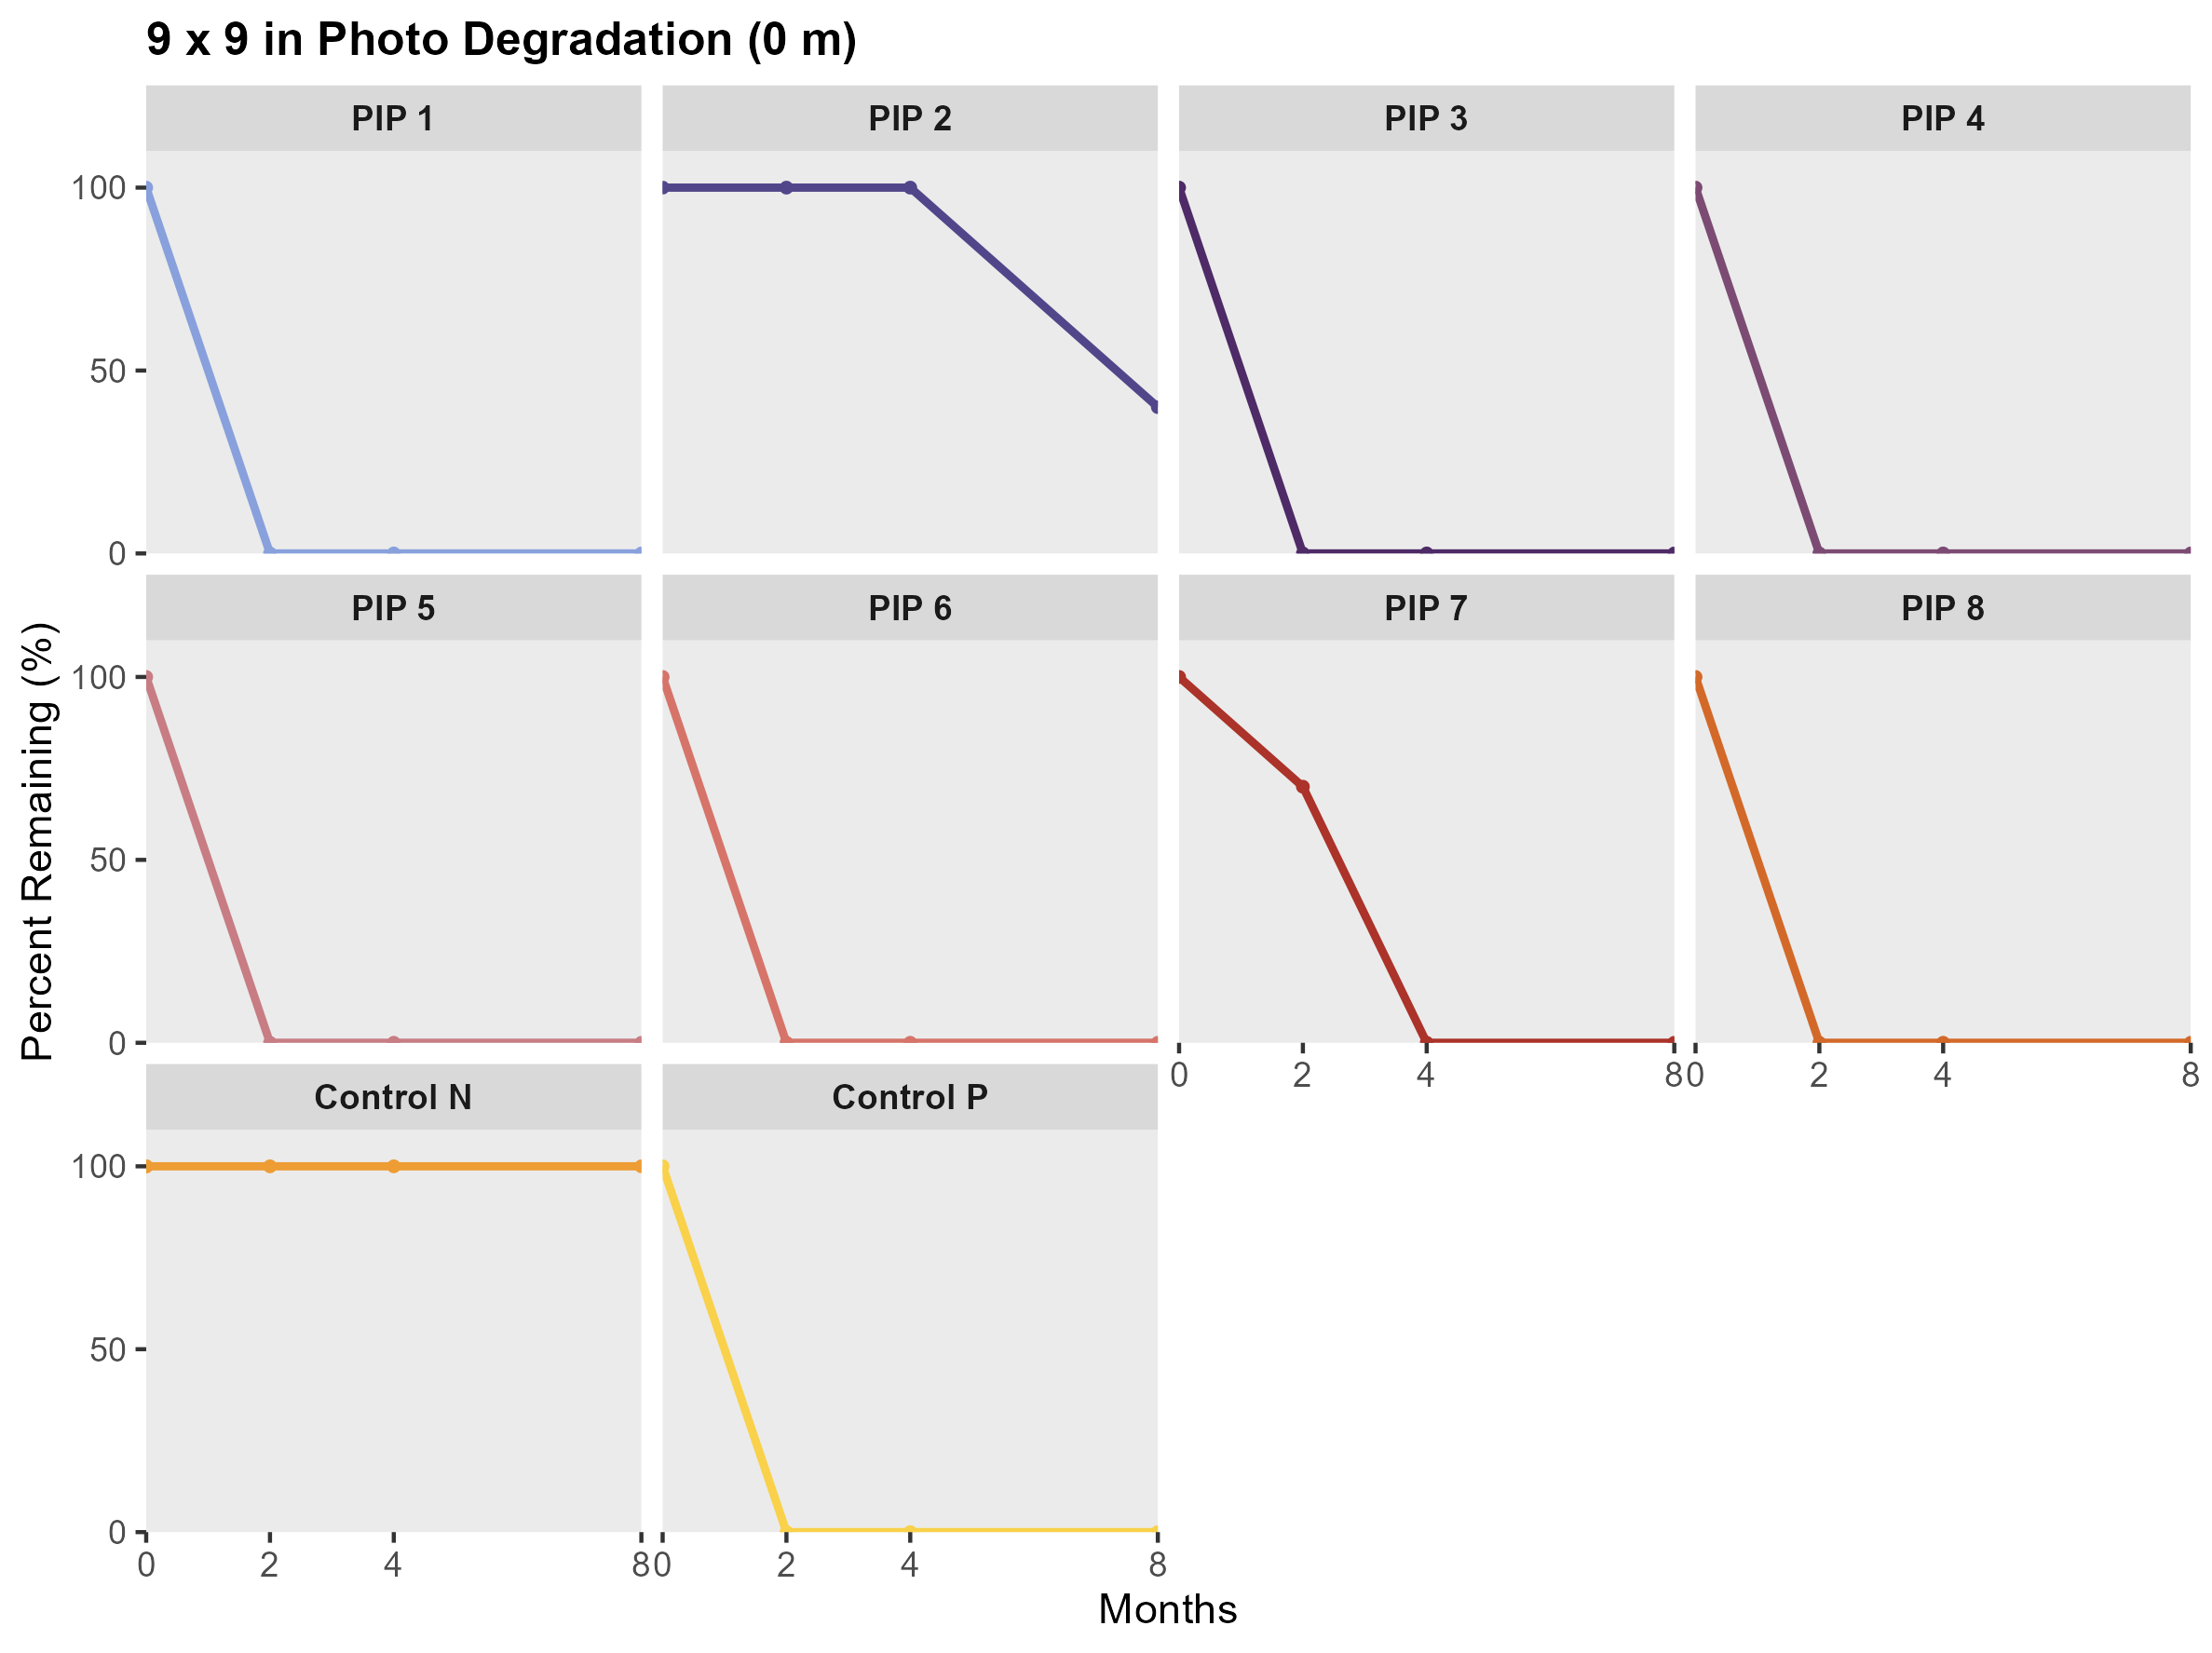 9 x 9 in Photo Degradation (0 m)
PIP 1
PIP 2
PIP 3
PIP 4
100
50
0
PIP 5
PIP 6
PIP 7
PIP 8
100
50
0
0 2 4 8
0 2 4 8
Control N
Control P
100
50
0
0 2 4 8
0 2 4 8
Percent Remaining (%)
Months